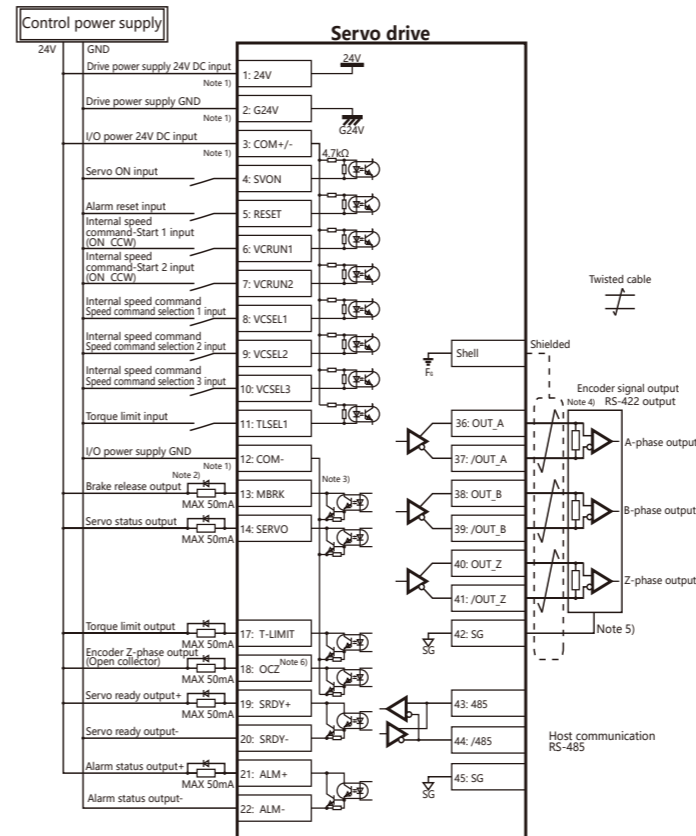 Control power supply
24V
GND
Servo drive
Drive power supply 24V DC input
Note 1)
1: 24V
24V
Drive power supply GND
Note 1)
2: G24V
G24V
I/O power 24V DC input
Note 1)
3: COM+/-
4.7kΩ
Servo ON input
4: SVON
Alarm reset input
5: RESET
Internal speed
command-Start 1 input
(ON CCW)
6: VCRUN1
Internal speed
command-Start 2 input
(ON CCW)
7: VCRUN2
Internal speed command
Speed command selection 1 input
8: VCSEL1
Internal speed command
Speed command selection 2 input
9: VCSEL2
Internal speed command
Speed command selection 3 input
10: VCSEL3
Torque limit input
11: TLSEL1
I/O power supply GND
Note 1)
12: COM-
Note 2)
Note 3)
Brake release output
MAX 50mA
13: MBRK
Servo status output
MAX 50mA
14: SERVO
Torque limit output
MAX 50mA
17: T-LIMIT
Encoder Z-phase output
(Open collector)
MAX 50mA
18: OCZ
Note 6)
Servo ready output+
MAX 50mA
19: SRDY+
Servo ready output-
20: SRDY-
Alarm status output+
MAX 50mA
21: ALM+
Alarm status output-
22: ALM-
Twisted cable
Shell
Shielded
Encoder signal output
Note 4)
RS-422 output
36: OUT_A
37: /OUT_A
A-phase output
38: OUT_B
39: /OUT_B
B-phase output
40: OUT_Z
41: /OUT_Z
Z-phase output
42: SG
SG
Note 5)
43: 485
44: /485
Host communication
RS-485
45: SG
SG